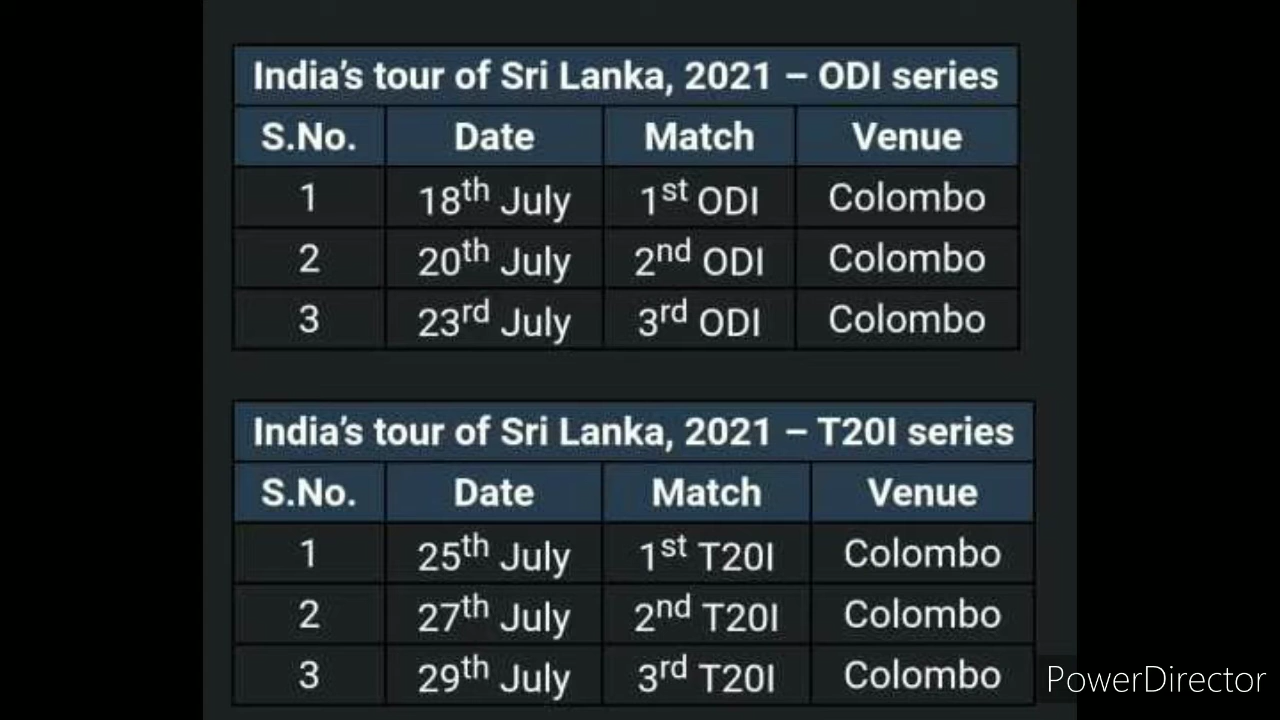 India’s tour of Sri Lanka, 2021 – ODI series
S.No. Date Match Venue
1 18th July 1st ODI Colombo
2 20th July 2nd ODI Colombo
3 23rd July 3rd ODI Colombo
India’s tour of Sri Lanka, 2021 – T20I series
S.No. Date Match Venue
1 25th July 1st T20I Colombo
2 27th July 2nd T20I Colombo
3 29th July 3rd T20I Colombo
PowerDirector